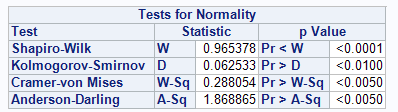 Tests for Normality
Test Statistic p Value
Shapiro-Wilk W 0.965378 Pr < W <0.0001
Kolmogorov-Smirnov D 0.062533 Pr > D <0.0100
Cramer-von Mises W-Sq 0.288054 Pr > W-Sq <0.0050
Anderson-Darling A-Sq 1.868865 Pr > A-Sq <0.0050